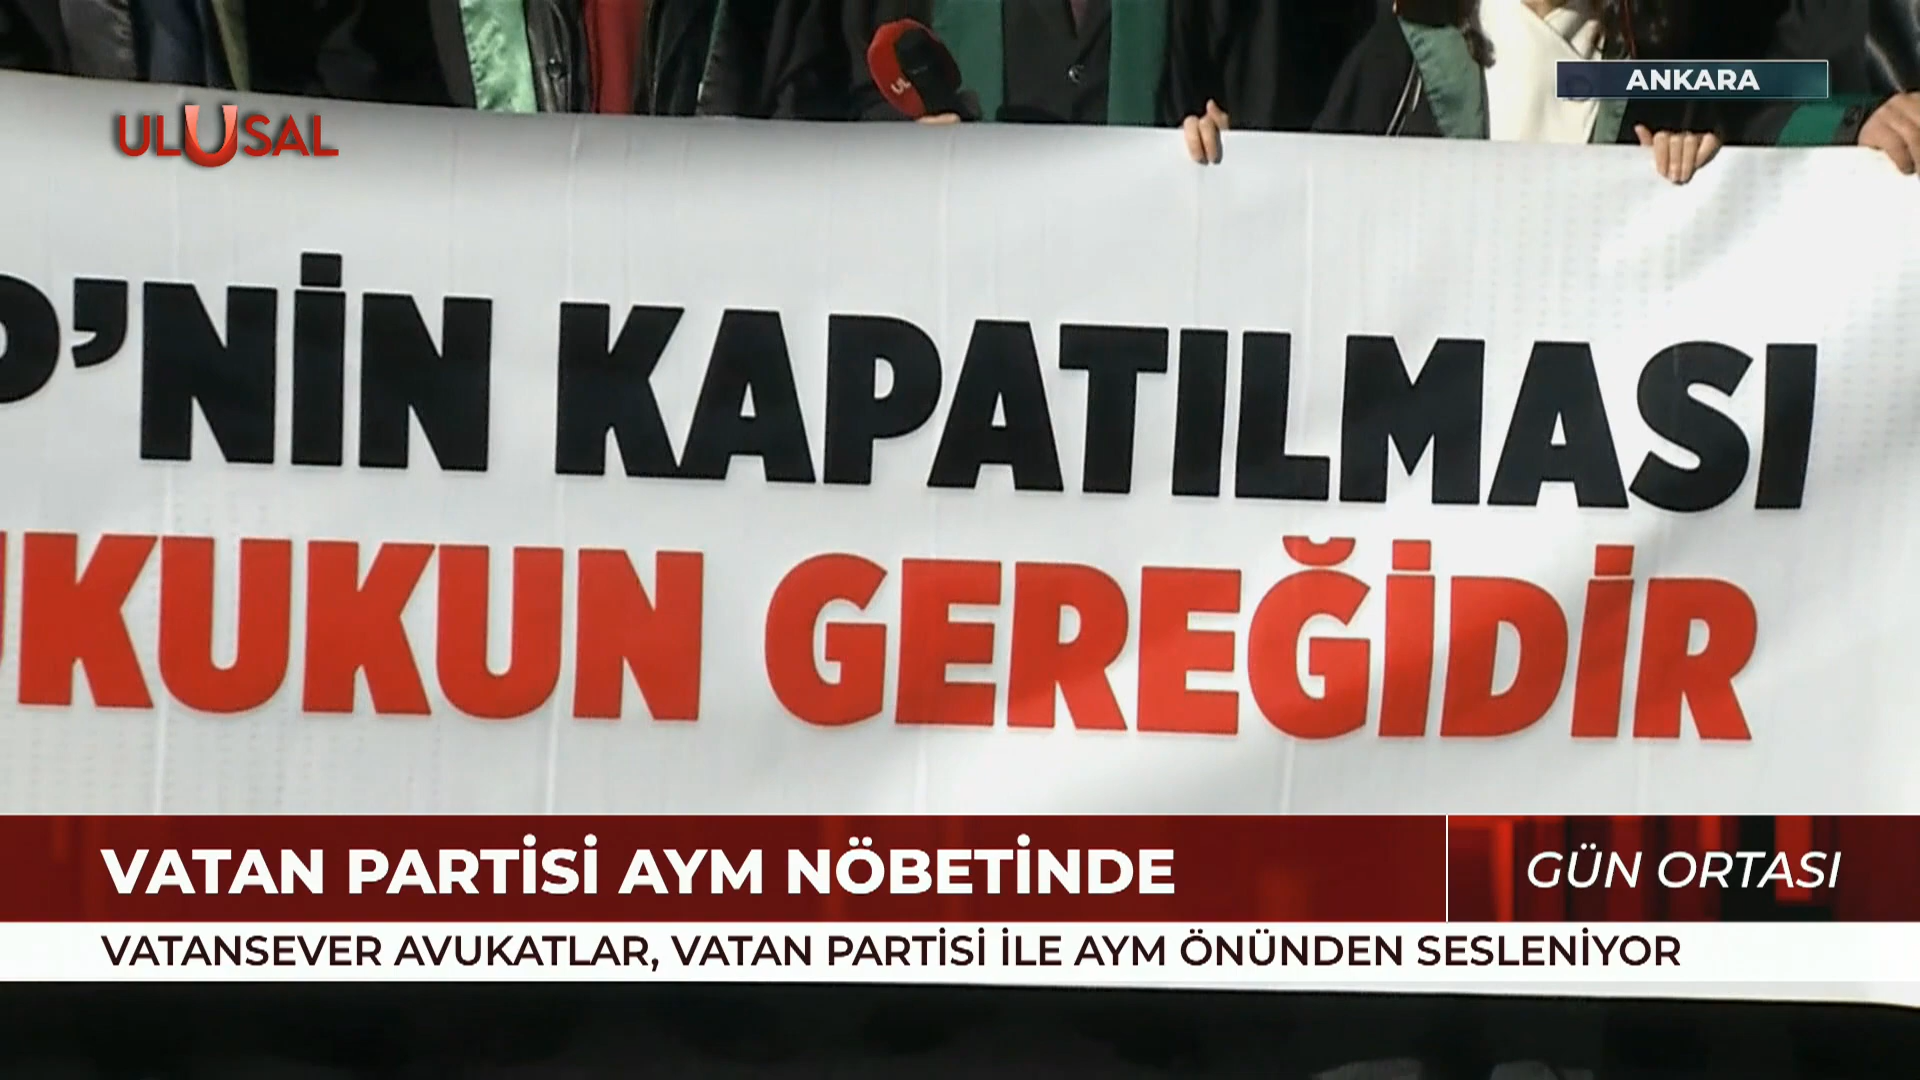 ANKARA
ULUSAL
P'NİN KAPATILMASI
UKUKUN GEREĞİDİR
VATAN PARTİSİ AYM NÖBETİNDE
GÜN ORTASI
VATANSEVER AVUKATLAR, VATAN PARTİSİ İLE AYM ÖNÜNDEN SESLENİYOR